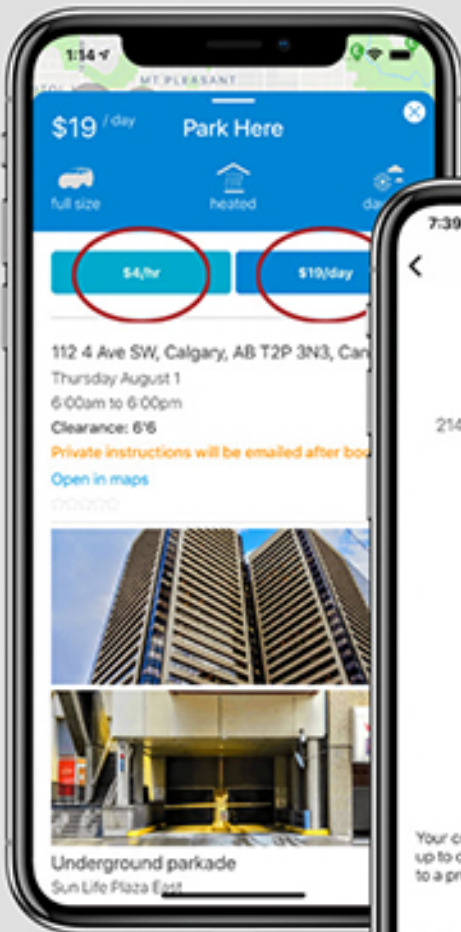 1:14
MT PLEASANT
$19 / day Park Here
full size heated
$4/hr $19/day
112 4 Ave SW, Calgary, AB T2P 3N3, Can
Thursday August 1
6:00am to 6:00pm
Clearance: 6'6
Private instructions will be emailed after boo
Open in maps
Underground parkade
Sun Life Plaza East
7:39
214
Your c
up to
to a pr